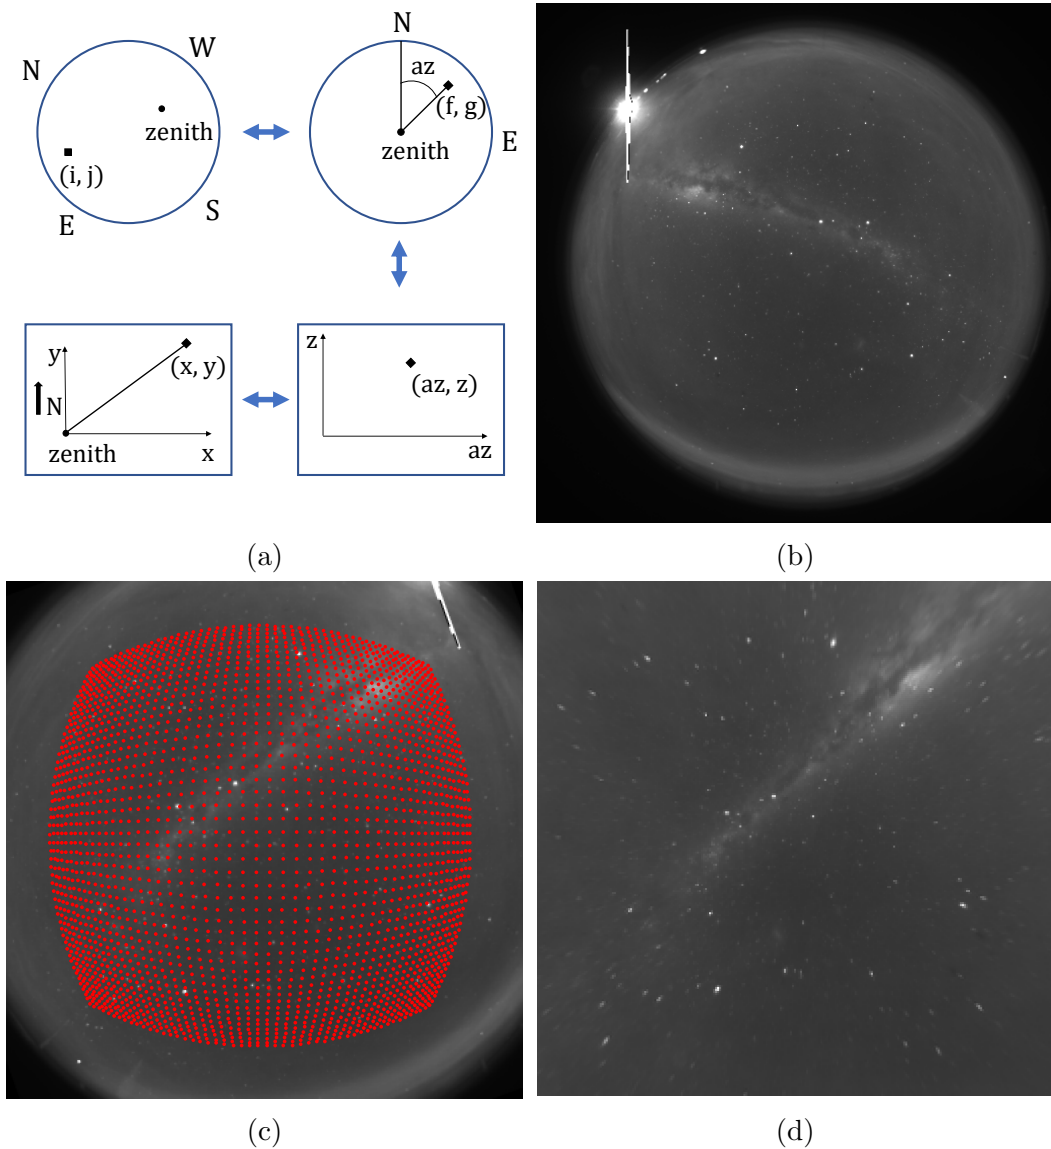 N
W
zenith
(i, j)
E
S
N
az
(f, g)
zenith
E
y
(x, y)
N
zenith
x
z
(az, z)
az
(a)
(b)
(c)
(d)